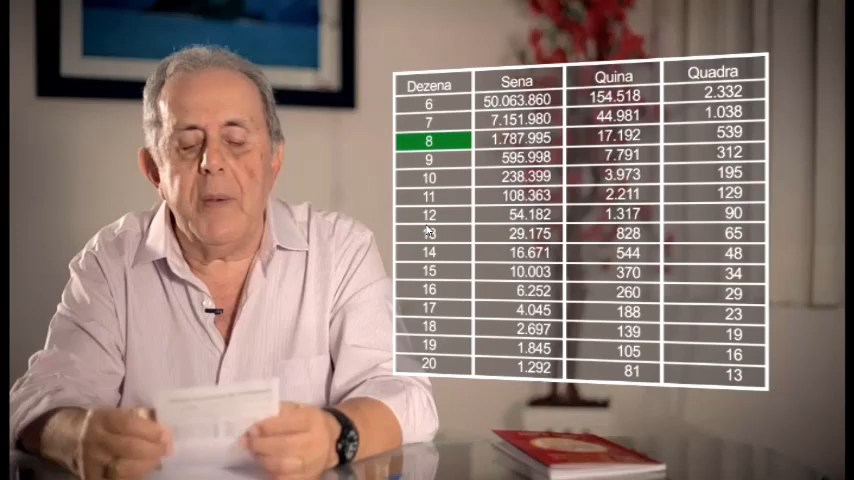 Dezena Sena Quina Quadra
6 50.063.860 154.518 2.332
7 7.151.980 44.981 1.038
8 1.787.995 17.192 539
9 595.998 7.791 312
10 238.399 3.973 195
11 108.363 2.211 129
12 54.182 1.317 90
13 29.175 828 65
14 16.671 544 48
15 10.003 370 34
16 6.252 260 29
17 4.045 188 23
18 2.697 139 19
19 1.845 105 16
20 1.292 81 13